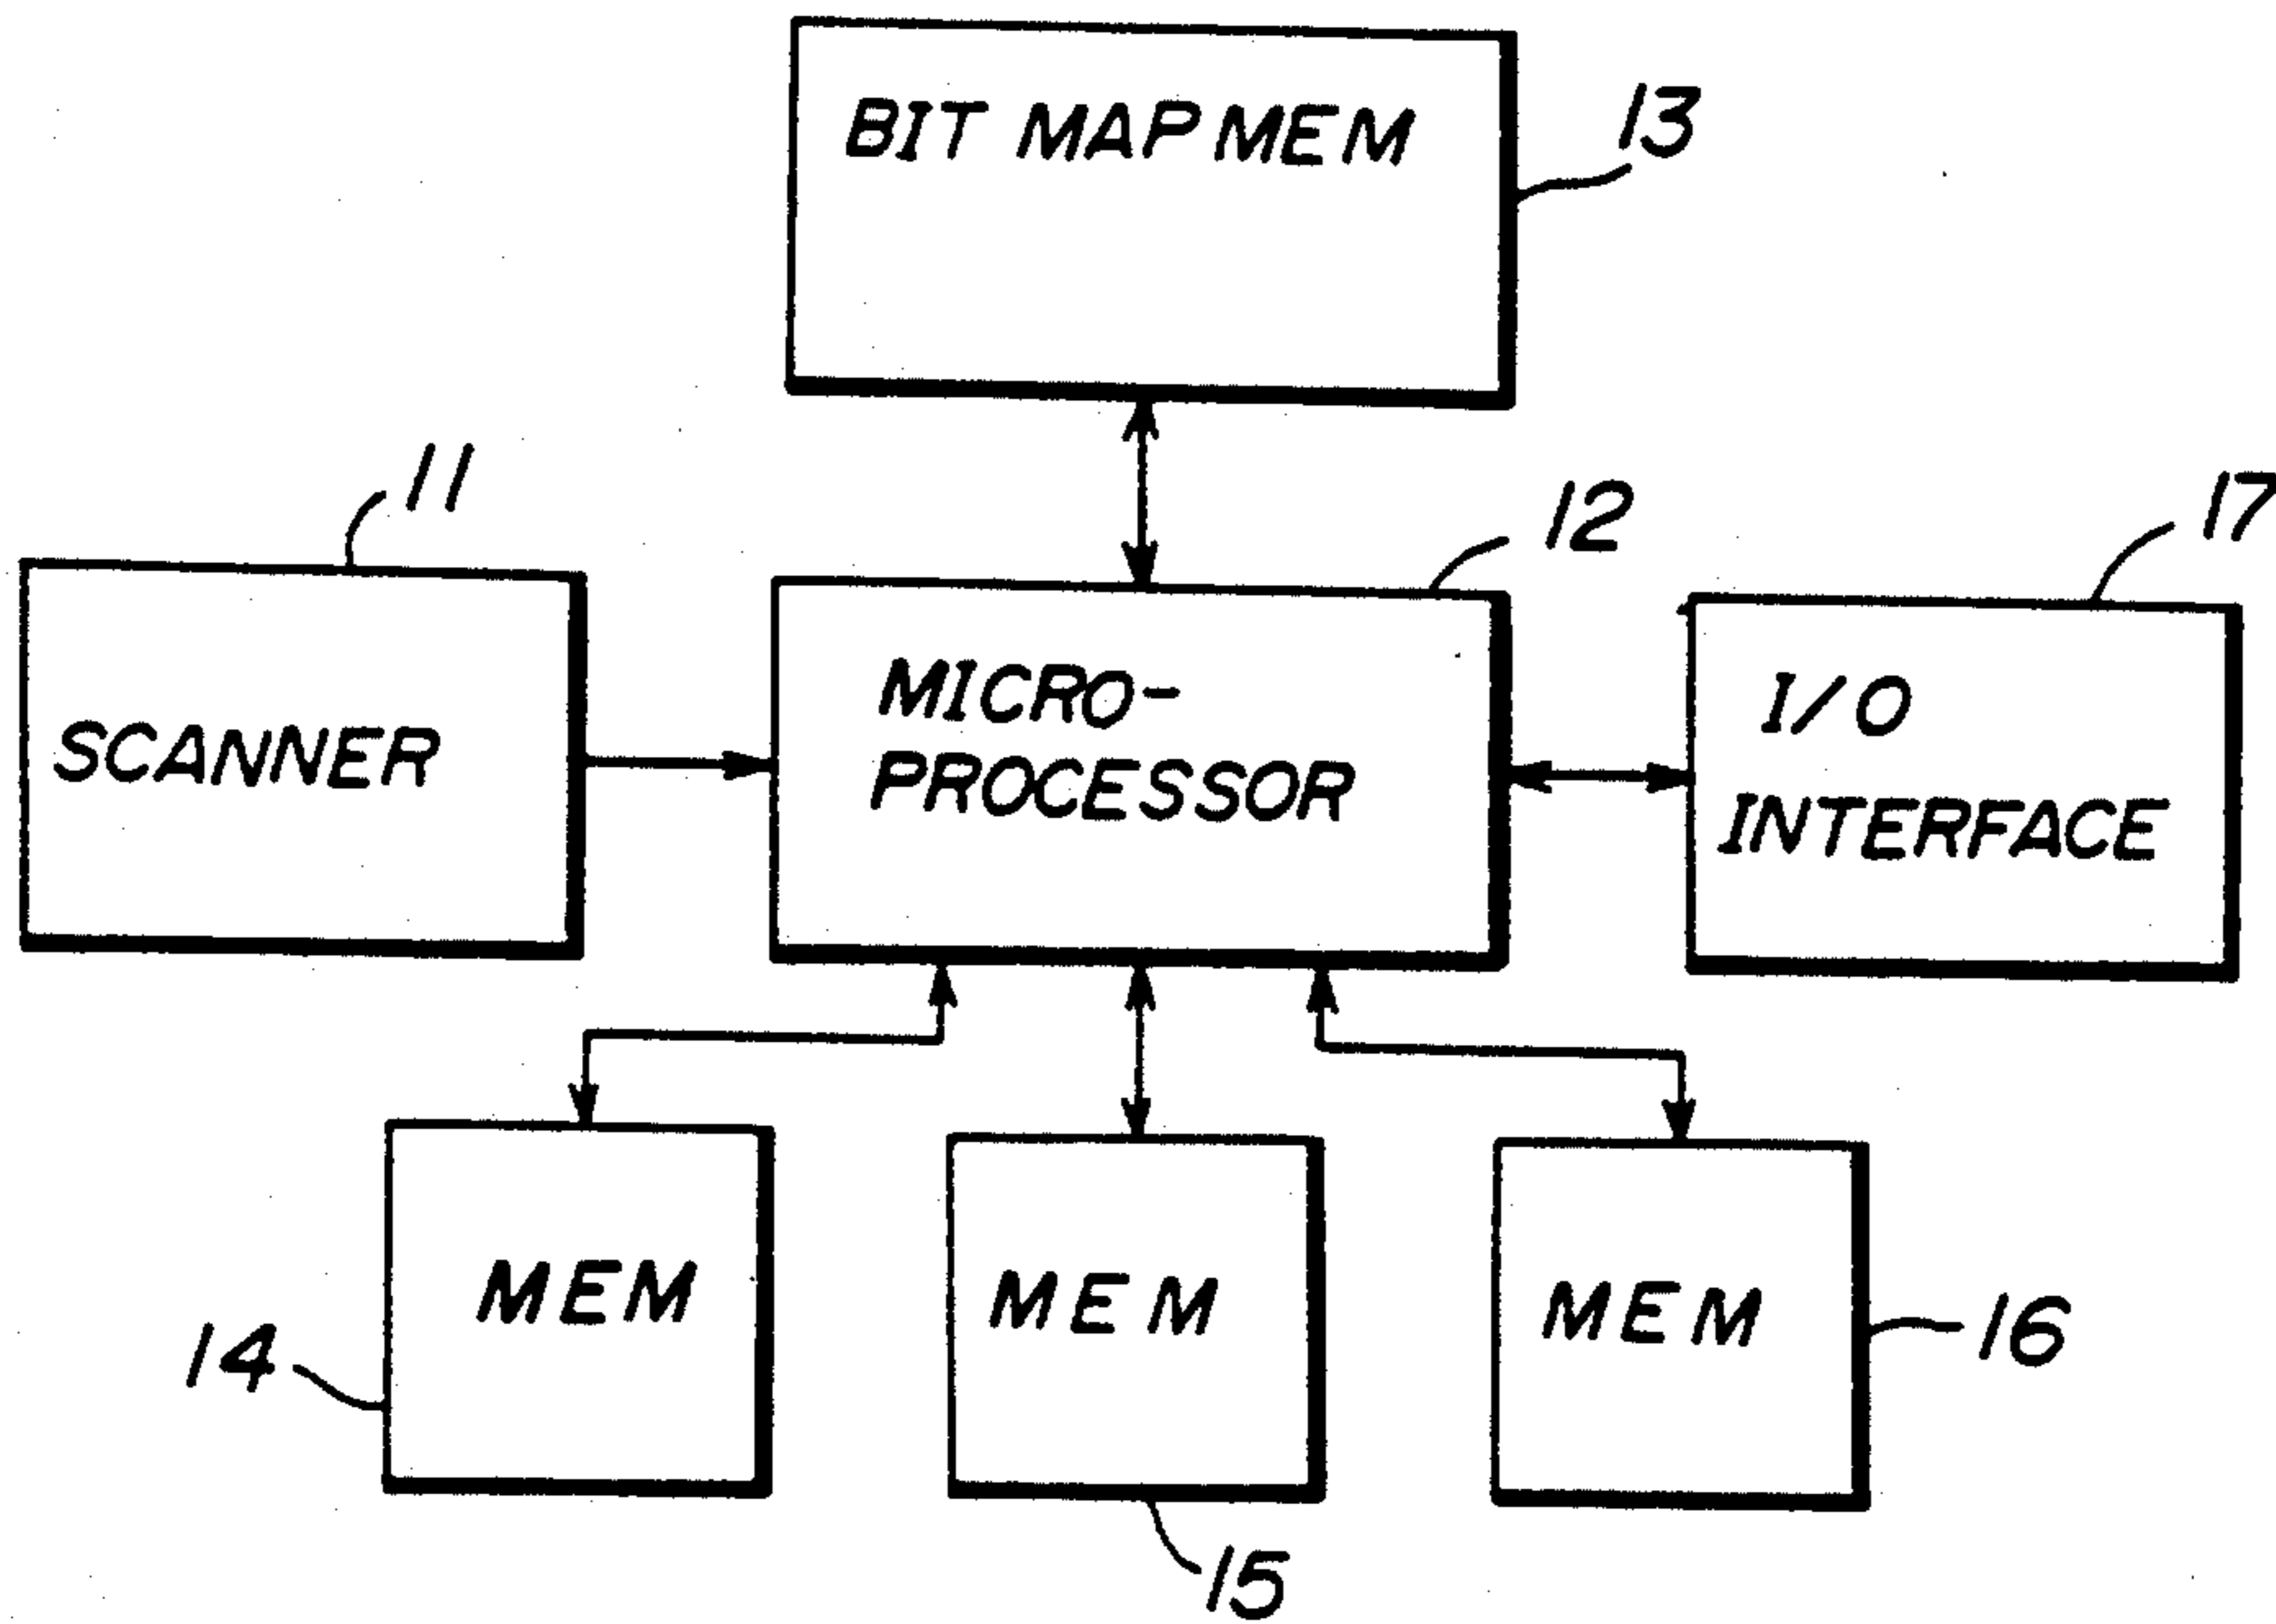 BIT MAP MEM
13
11
12
17
SCANNER
MICRO-
PROCESSOR
I/O
INTERFACE
MEM
MEM
MEM
14
16
15